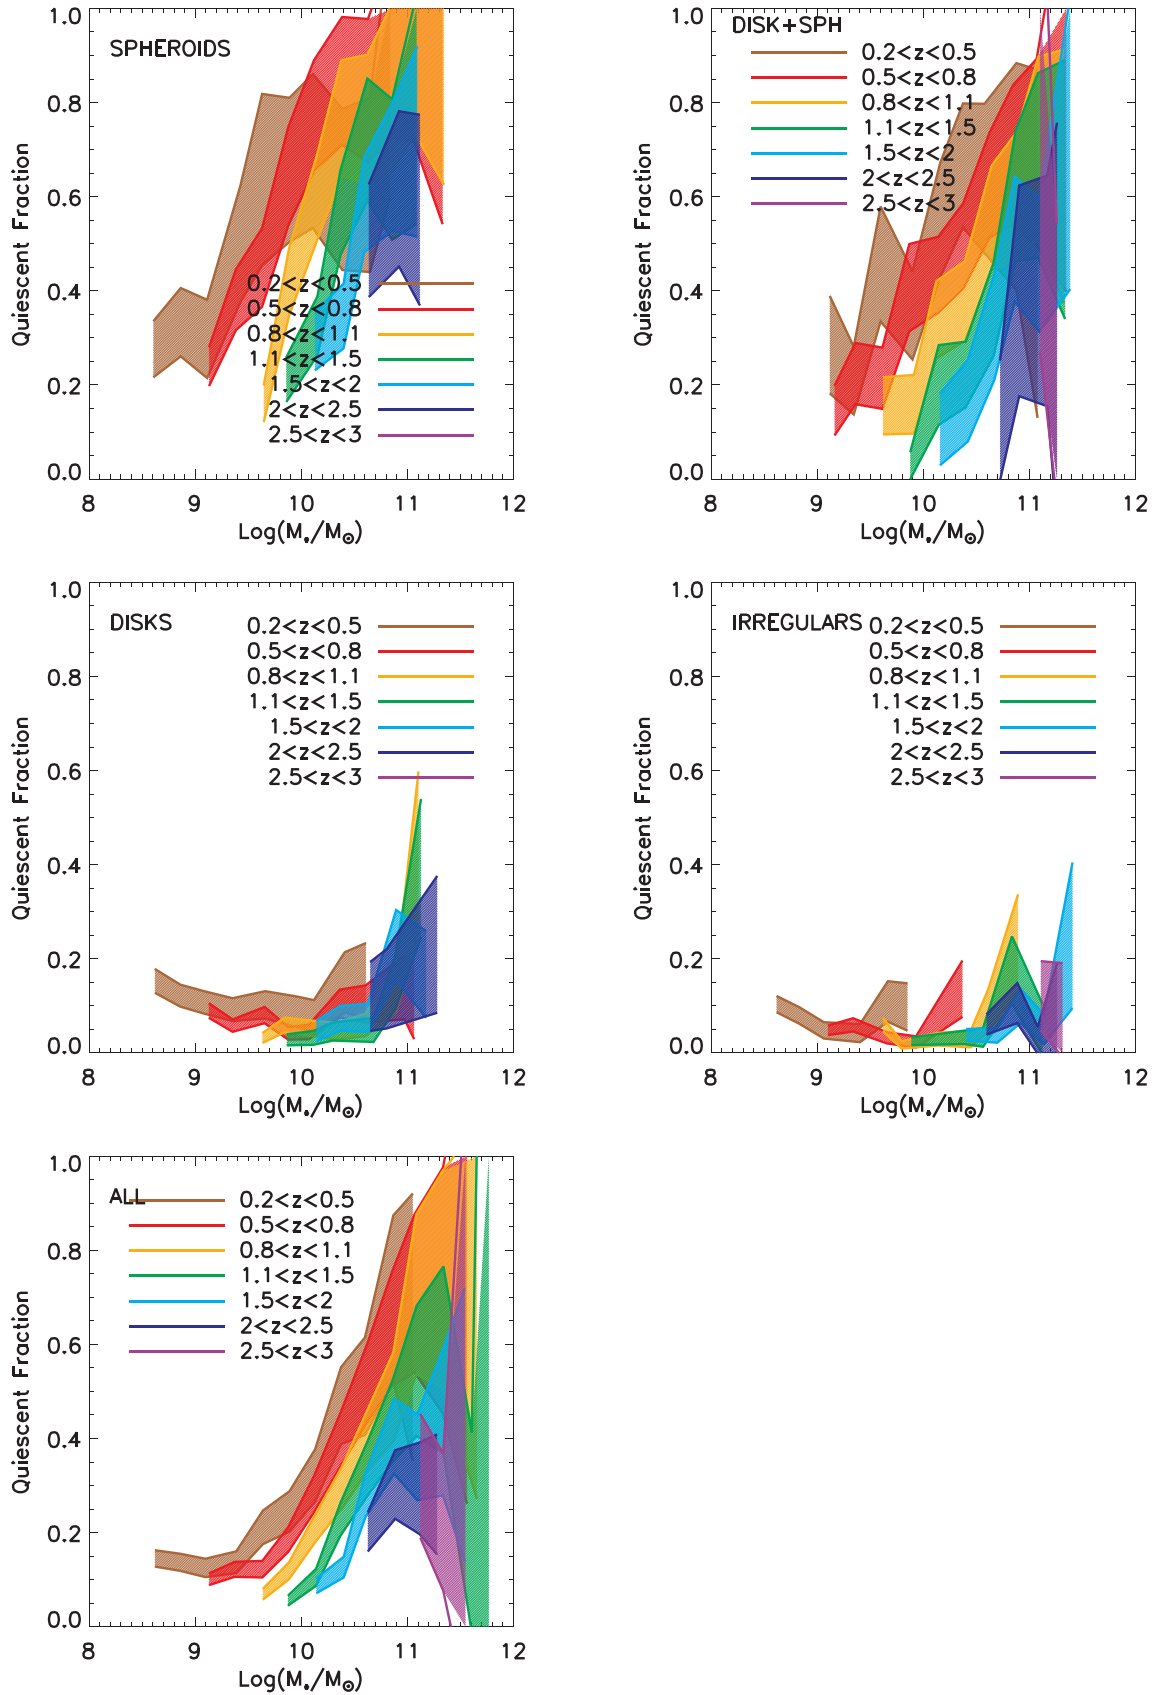 SPHEROIDS
1.0
0.8
0.6
0.4
0.2
0.0
Quiescent Fraction
0.2<z<0.5
0.5<z<0.8
0.8<z<1.1
1.1<z<1.5
1.5<z<2
2<z<2.5
2.5<z<3
8 9 10 11 12
Log(M*/M⊙)
DISK+SPH
1.0
0.8
0.6
0.4
0.2
0.0
Quiescent Fraction
0.2<z<0.5
0.5<z<0.8
0.8<z<1.1
1.1<z<1.5
1.5<z<2
2<z<2.5
2.5<z<3
8 9 10 11 12
Log(M*/M⊙)
DISKS
1.0
0.8
0.6
0.4
0.2
0.0
Quiescent Fraction
0.2<z<0.5
0.5<z<0.8
0.8<z<1.1
1.1<z<1.5
1.5<z<2
2<z<2.5
2.5<z<3
8 9 10 11 12
Log(M*/M⊙)
IRREGULARS
1.0
0.8
0.6
0.4
0.2
0.0
Quiescent Fraction
0.2<z<0.5
0.5<z<0.8
0.8<z<1.1
1.1<z<1.5
1.5<z<2
2<z<2.5
2.5<z<3
8 9 10 11 12
Log(M*/M⊙)
ALL
1.0
0.8
0.6
0.4
0.2
0.0
Quiescent Fraction
0.2<z<0.5
0.5<z<0.8
0.8<z<1.1
1.1<z<1.5
1.5<z<2
2<z<2.5
2.5<z<3
8 9 10 11 12
Log(M*/M⊙)